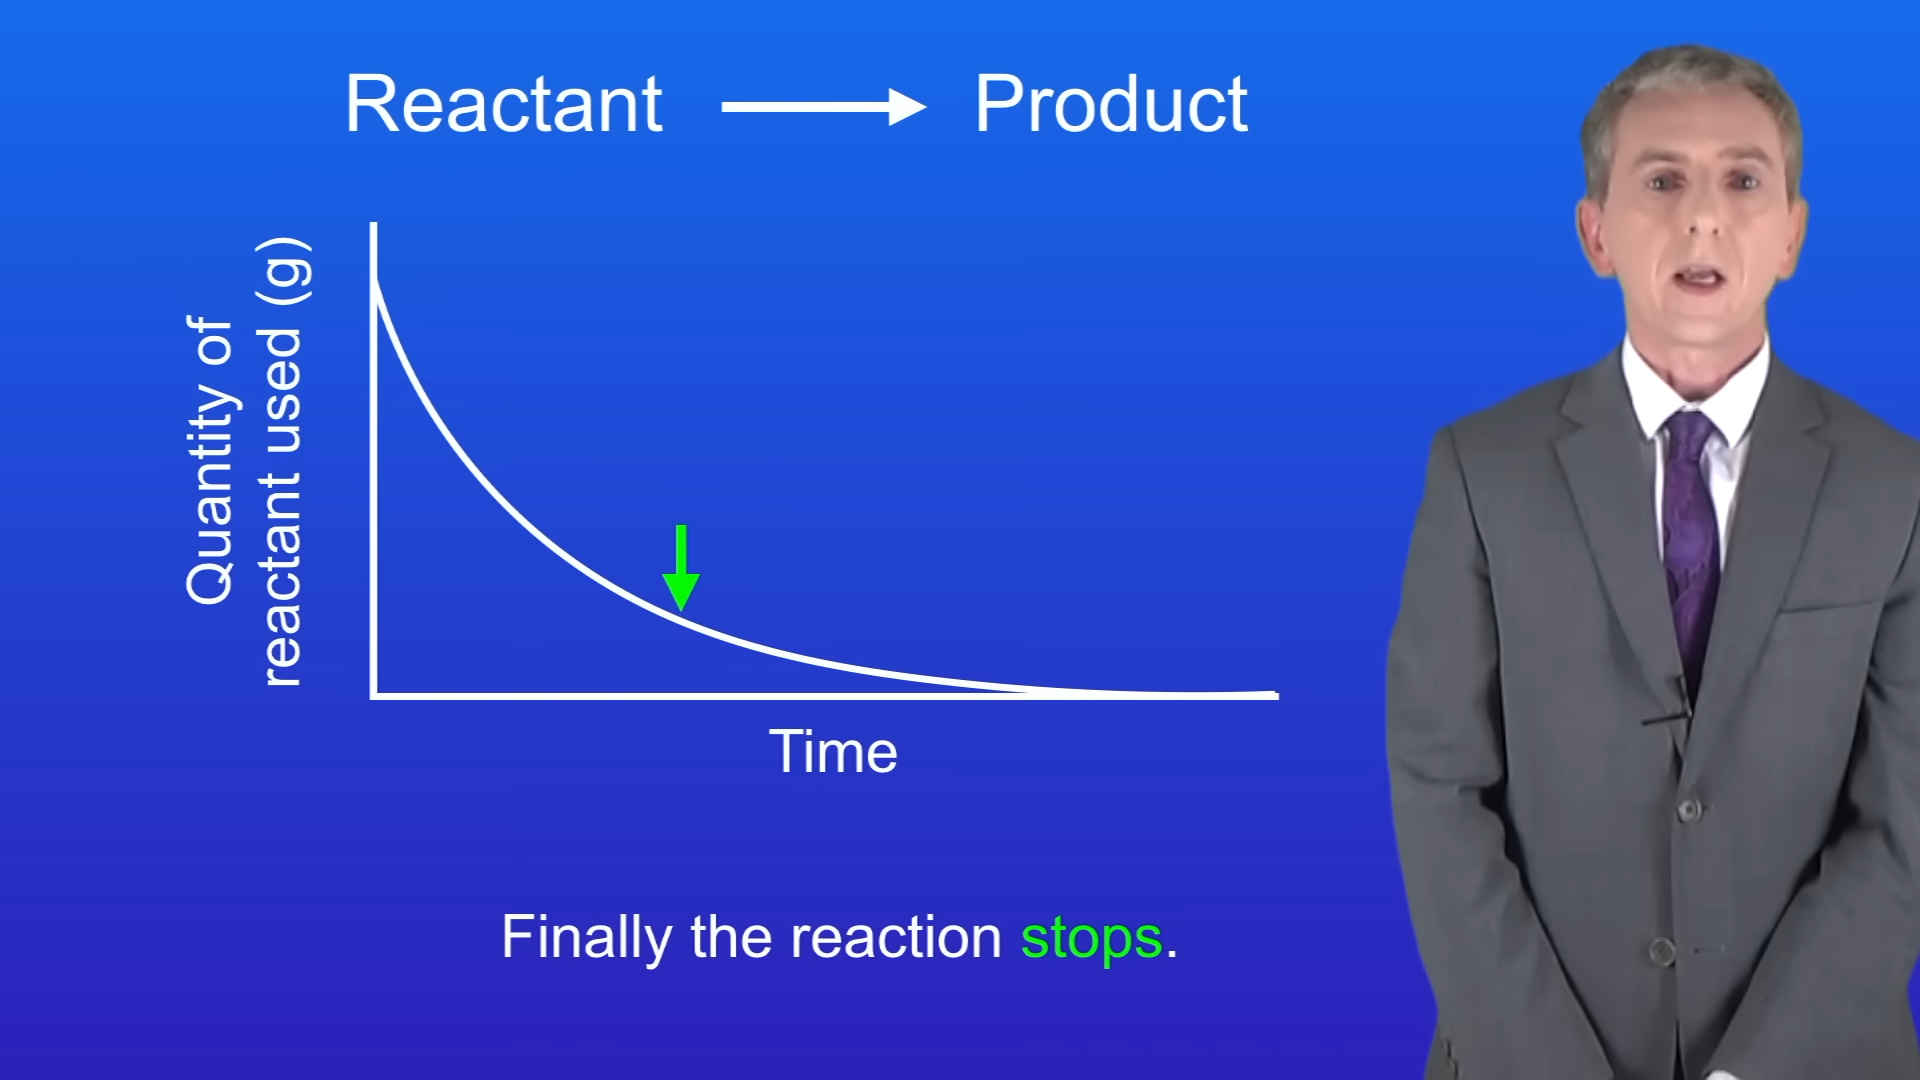 Reactant → Product
Quantity of
reactant used (g)
Time
Finally the reaction stops.